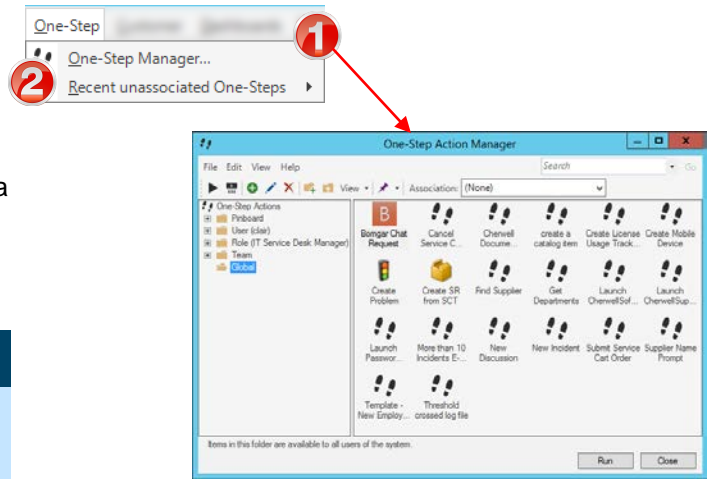 One-Step
1
One-Step Manager...
2
Recent unassociated One-Steps
a
One-Step Action Manager
File Edit View Help
Search
Go
View
Association: (None)
One-Step Actions
Pinboard
User (clair)
Role (IT Service Desk Manager)
Team
Global
B
Bomgar Chat Request
Cancel Service C...
Cherwell Docume...
create a catalog item
Create License Usage Track...
Create Mobile Device
Create Problem
Create SR from SCT
Find Supplier
Get Departments
Launch CherwellSof...
Launch CherwellSup...
Launch Passwor...
More than 10 Incidents E-...
New Discussion
New Incident
Submit Service Cart Order
Supplier Name Prompt
Template - New Employ...
Threshold crossed log file
Items in this folder are available to all users of the system.
Run
Close